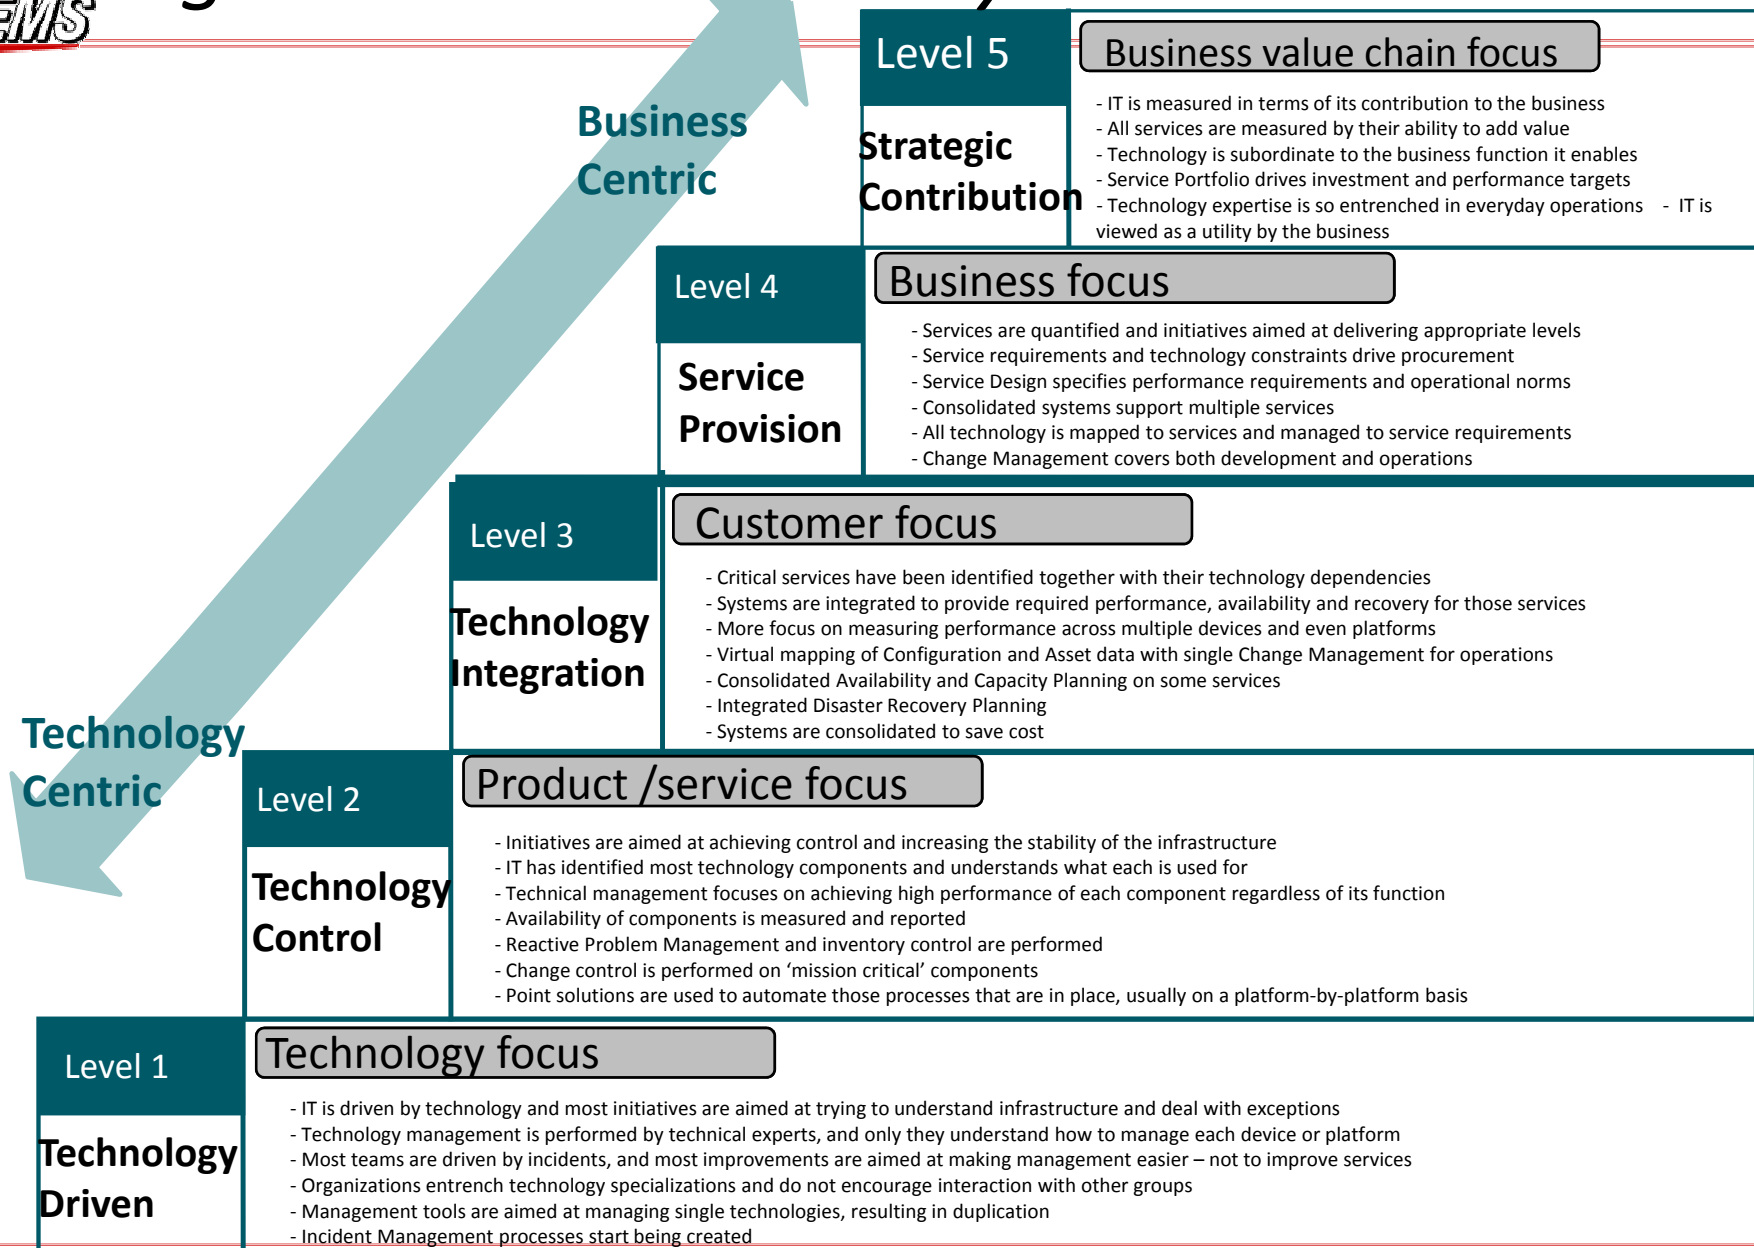 EMS
Level 5
Business value chain focus
Business
Centric
Strategic
Contribution
- IT is measured in terms of its contribution to the business
- All services are measured by their ability to add value
- Technology is subordinate to the business function it enables
- Service Portfolio drives investment and performance targets
- Technology expertise is so entrenched in everyday operations - IT is
viewed as a utility by the business
Level 4
Business focus
Service
Provision
- Services are quantified and initiatives aimed at delivering appropriate levels
- Service requirements and technology constraints drive procurement
- Service Design specifies performance requirements and operational norms
- Consolidated systems support multiple services
- All technology is mapped to services and managed to service requirements
- Change Management covers both development and operations
Level 3
Customer focus
Technology
Integration
- Critical services have been identified together with their technology dependencies
- Systems are integrated to provide required performance, availability and recovery for those services
- More focus on measuring performance across multiple devices and even platforms
- Virtual mapping of Configuration and Asset data with single Change Management for operations
- Consolidated Availability and Capacity Planning on some services
- Integrated Disaster Recovery Planning
- Systems are consolidated to save cost
Technology
Centric
Level 2
Product /service focus
Technology
Control
- Initiatives are aimed at achieving control and increasing the stability of the infrastructure
- IT has identified most technology components and understands what each is used for
- Technical management focuses on achieving high performance of each component regardless of its function
- Availability of components is measured and reported
- Reactive Problem Management and inventory control are performed
- Change control is performed on ‘mission critical’ components
- Point solutions are used to automate those processes that are in place, usually on a platform-by-platform basis
Level 1
Technology focus
Technology
Driven
- IT is driven by technology and most initiatives are aimed at trying to understand infrastructure and deal with exceptions
- Technology management is performed by technical experts, and only they understand how to manage each device or platform
- Most teams are driven by incidents, and most improvements are aimed at making management easier – not to improve services
- Organizations entrench technology specializations and do not encourage interaction with other groups
- Management tools are aimed at managing single technologies, resulting in duplication
- Incident Management processes start being created